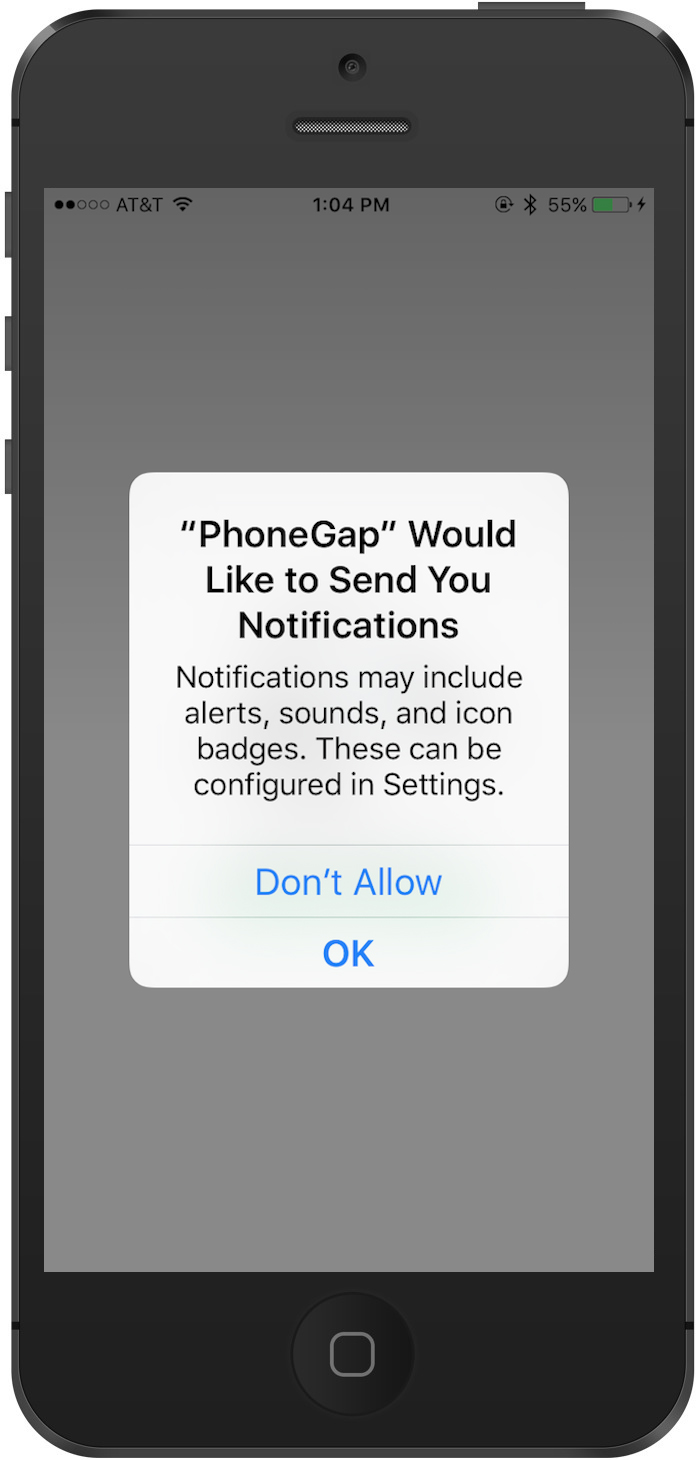 AT&T 1:04 PM 55%
“PhoneGap” Would
Like to Send You
Notifications
Notifications may include
alerts, sounds, and icon
badges. These can be
configured in Settings.
Don’t Allow
OK